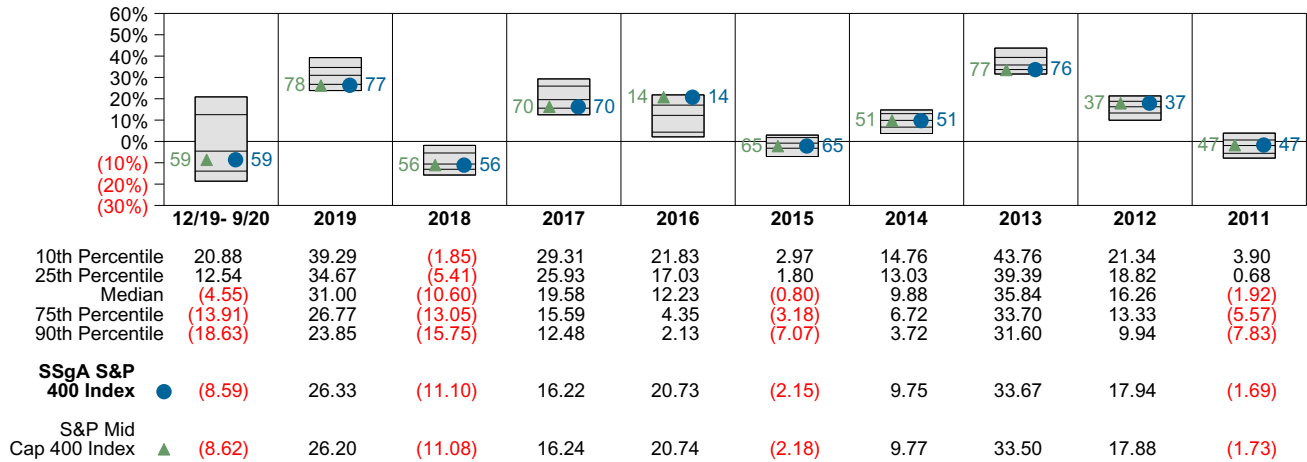 60%
50%
40%
30%
20%
10%
0%
(10%)
(20%)
(30%)
59 59
78 77
56 56
70 70
14 14
65 65
51 51
77 76
37 37
47 47
12/19- 9/20 2019 2018 2017 2016 2015 2014 2013 2012 2011
10th Percentile 20.88 39.29 (1.85) 29.31 21.83 2.97 14.76 43.76 21.34 3.90
25th Percentile 12.54 34.67 (5.41) 25.93 17.03 1.80 13.03 39.39 18.82 0.68
Median (4.55) 31.00 (10.60) 19.58 12.23 (0.80) 9.88 35.84 16.26 (1.92)
75th Percentile (13.91) 26.77 (13.05) 15.59 4.35 (3.18) 6.72 33.70 13.33 (5.57)
90th Percentile (18.63) 23.85 (15.75) 12.48 2.13 (7.07) 3.72 31.60 9.94 (7.83)
SSgA S&P
400 Index (8.59) 26.33 (11.10) 16.22 20.73 (2.15) 9.75 33.67 17.94 (1.69)
S&P Mid
Cap 400 Index (8.62) 26.20 (11.08) 16.24 20.74 (2.18) 9.77 33.50 17.88 (1.73)